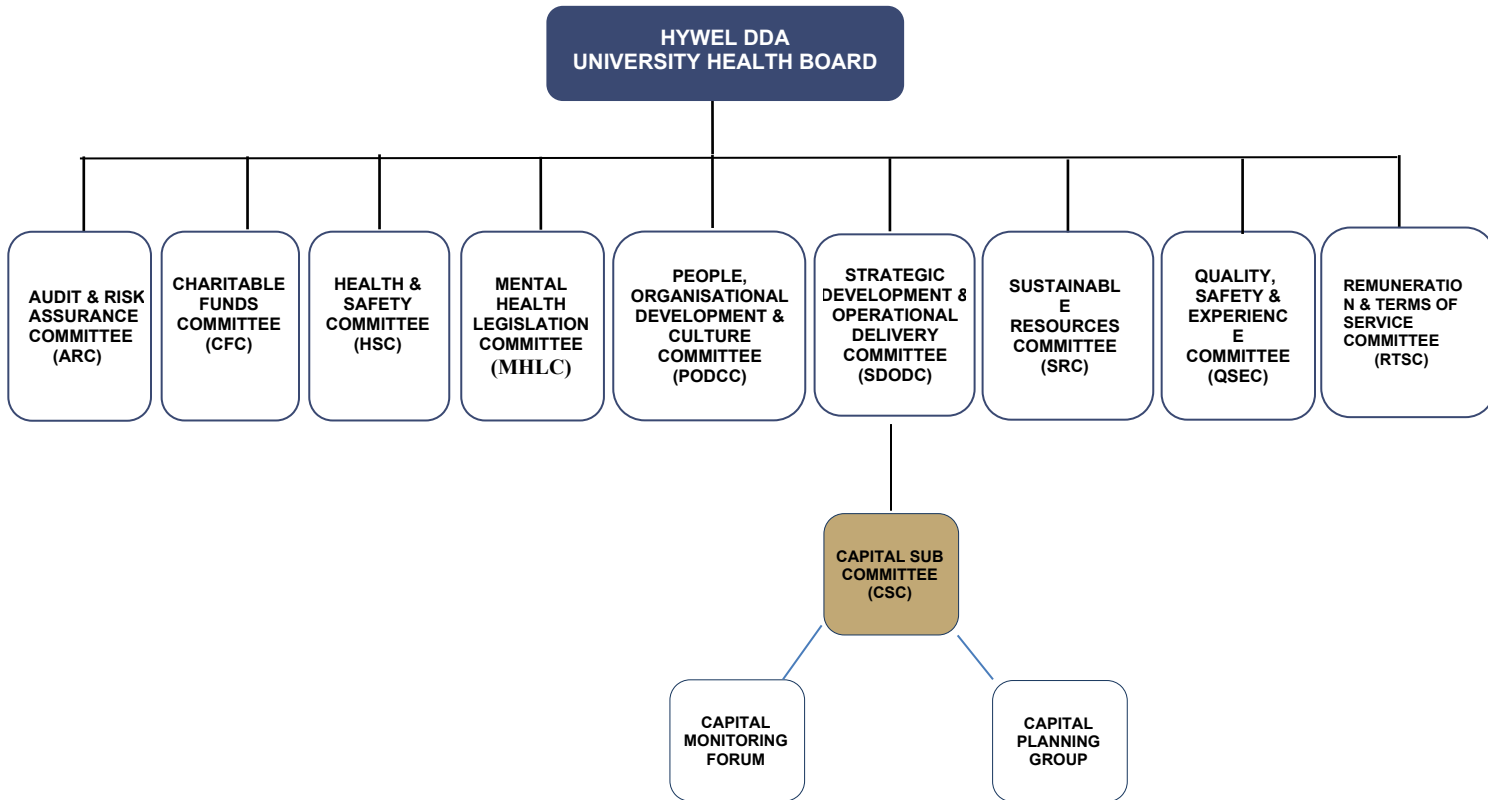 HYWEL DDA
UNIVERSITY HEALTH BOARD
AUDIT & RISK
ASSURANCE
COMMITTEE
(ARC)
CHARITABLE
FUNDS
COMMITTEE
(CFC)
HEALTH &
SAFETY
COMMITTEE
(HSC)
MENTAL
HEALTH
LEGISLATION
COMMITTEE
(MHLC)
PEOPLE,
ORGANISATIONAL
DEVELOPMENT &
CULTURE
COMMITTEE
(PODCC)
STRATEGIC
DEVELOPMENT &
OPERATIONAL
DELIVERY
COMMITTEE
(SDODC)
SUSTAINABL
E
RESOURCES
COMMITTEE
(SRC)
QUALITY,
SAFETY &
EXPERIENC
E
COMMITTEE
(QSEC)
REMUNERATIO
N & TERMS OF
SERVICE
COMMITTEE
(RTSC)
CAPITAL SUB
COMMITTEE
(CSC)
CAPITAL
MONITORING
FORUM
CAPITAL
PLANNING
GROUP